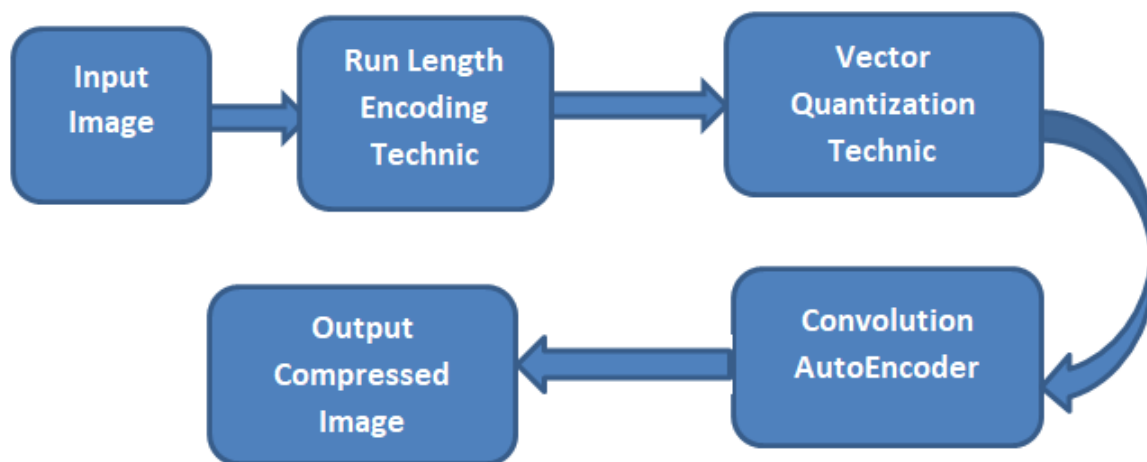 Input
Image
Run Length
Encoding
Technic
Vector
Quantization
Technic
Convolution
AutoEncoder
Output
Compressed
Image